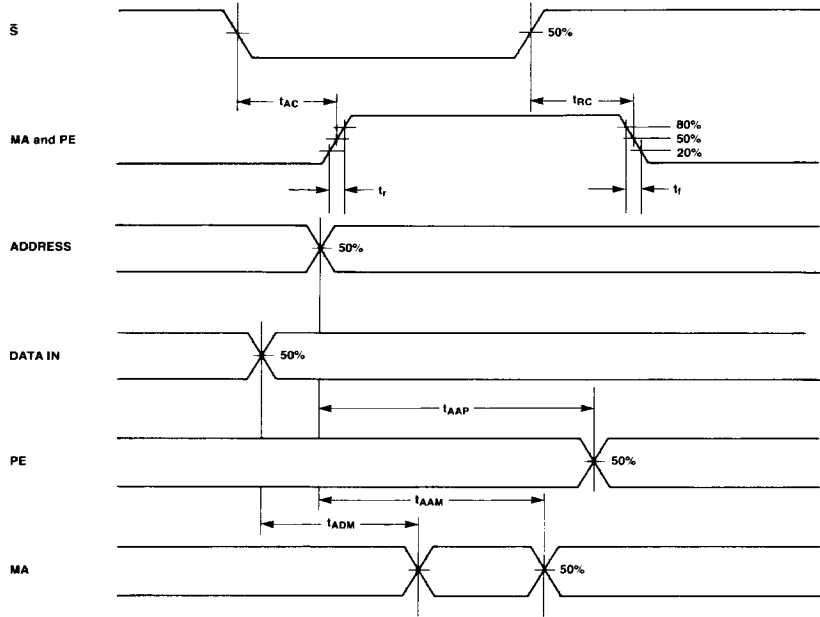 S̄
50%
tAC
tRC
MA and PE
80%
50%
20%
tr
tf
ADDRESS
50%
DATA IN
50%
tAAP
PE
50%
tAAM
tADM
MA
50%